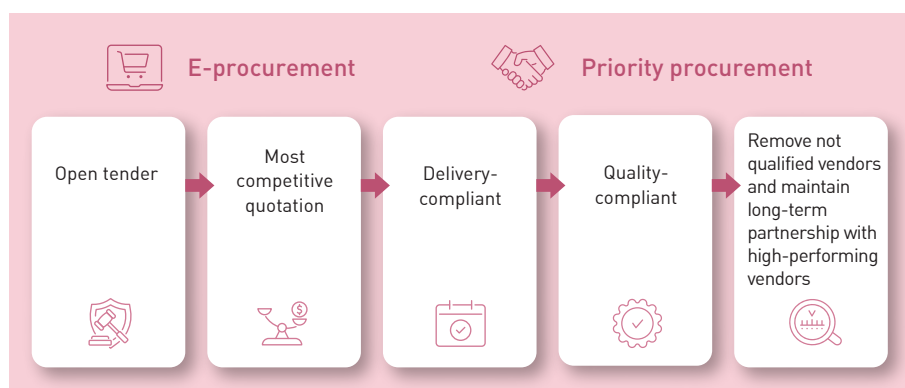 E-procurement
Priority procurement
Open tender
Most
competitive
quotation
Delivery-
compliant
Quality-
compliant
Remove not
qualified vendors
and maintain
long-term
partnership with
high-performing
vendors
$